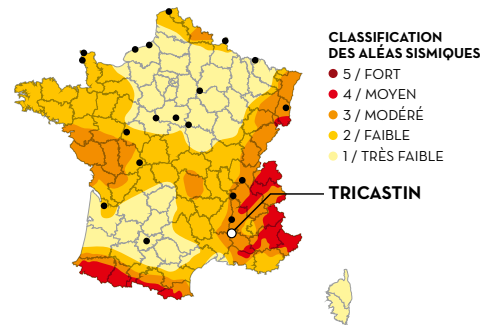 CLASSIFICATION
DES ALÉAS SISMIQUES
5 / FORT
4 / MOYEN
3 / MODÉRÉ
2 / FAIBLE
1 / TRÈS FAIBLE
TRICASTIN